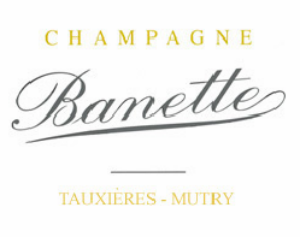 CHAMPAGNE
Banette
TAUXIÈRES - MUTRY